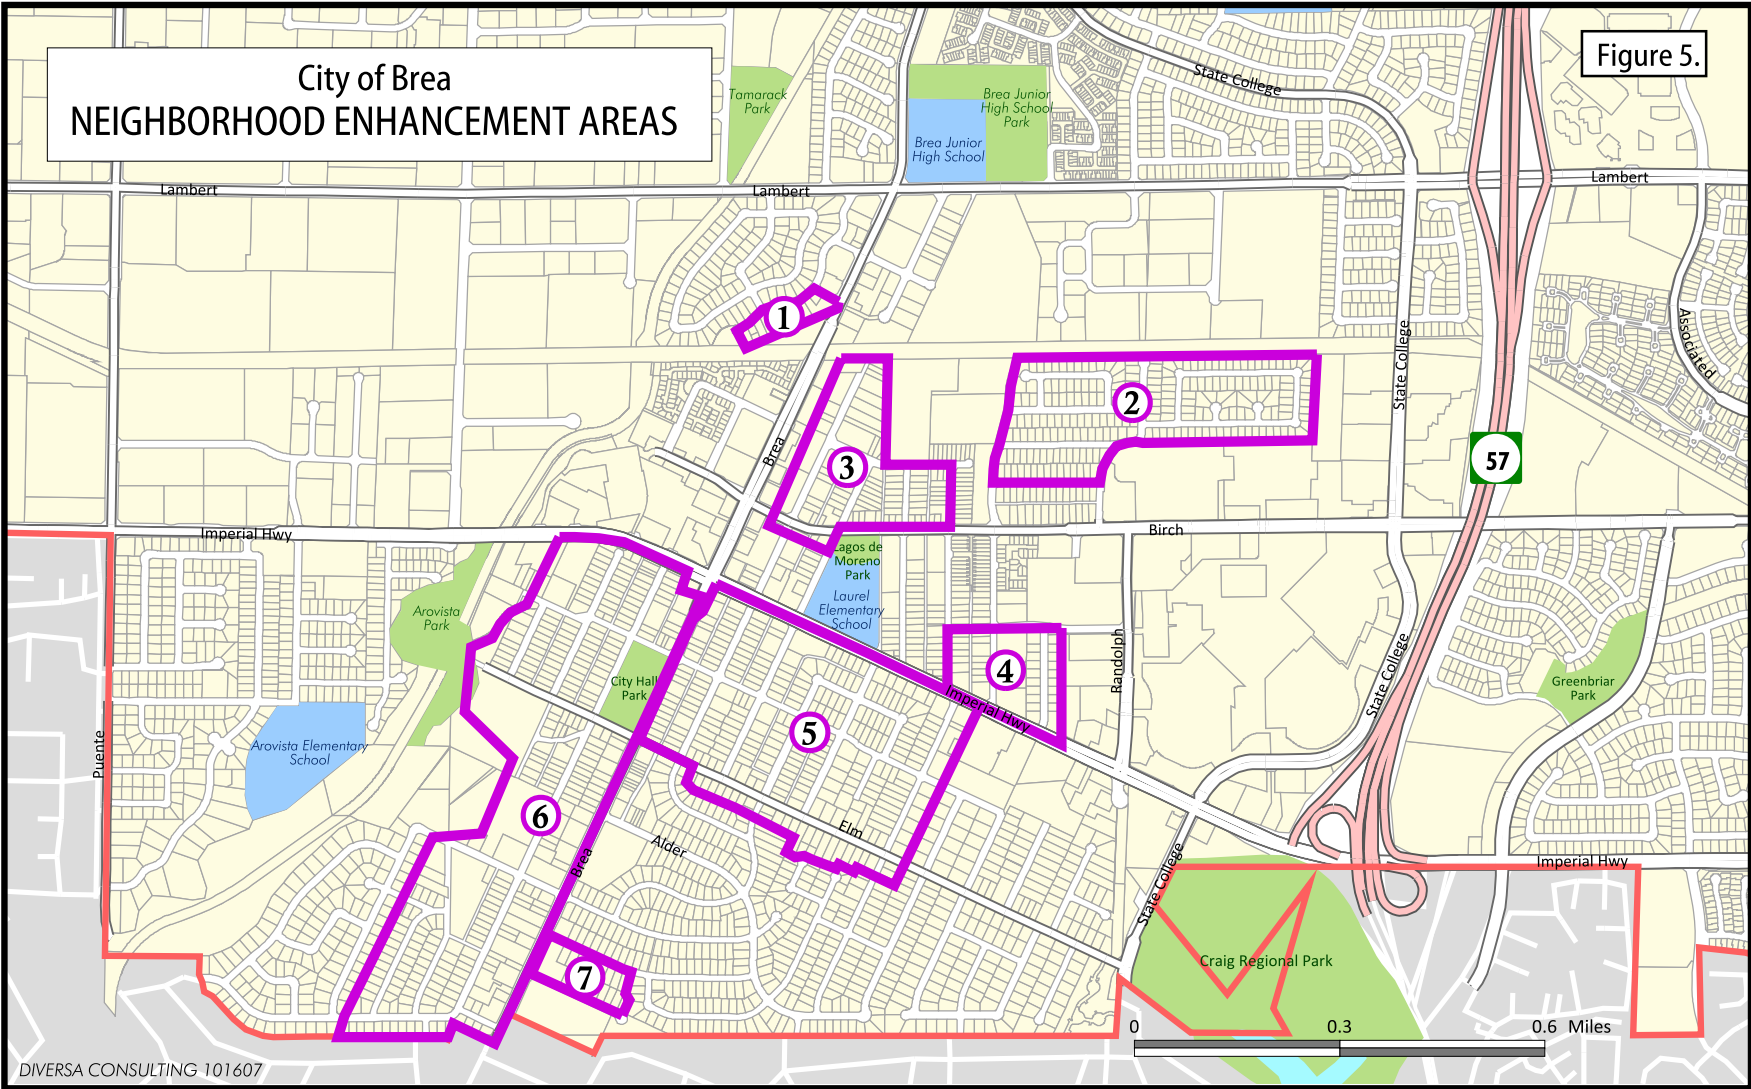 City of Brea
NEIGHBORHOOD ENHANCEMENT AREAS
Figure 5.
Tamarack
Park
Brea Junior
High School
Park
Brea Junior
High School
State College
Lambert
Lambert
Lambert
1
2
3
State College
Associated
Brea
57
Imperial Hwy
Birch
Lagos de
Moreno
Park
Laurel
Elementary
School
Arovista
Park
City Hall
Park
4
Randolph
State College
Greenbriar
Park
Imperial Hwy
5
Arovista Elementary
School
Puente
6
Elm
Alder
Brea
State College
Imperial Hwy
7
Craig Regional Park
0 0.3 0.6 Miles
DIVERSA CONSULTING 101607